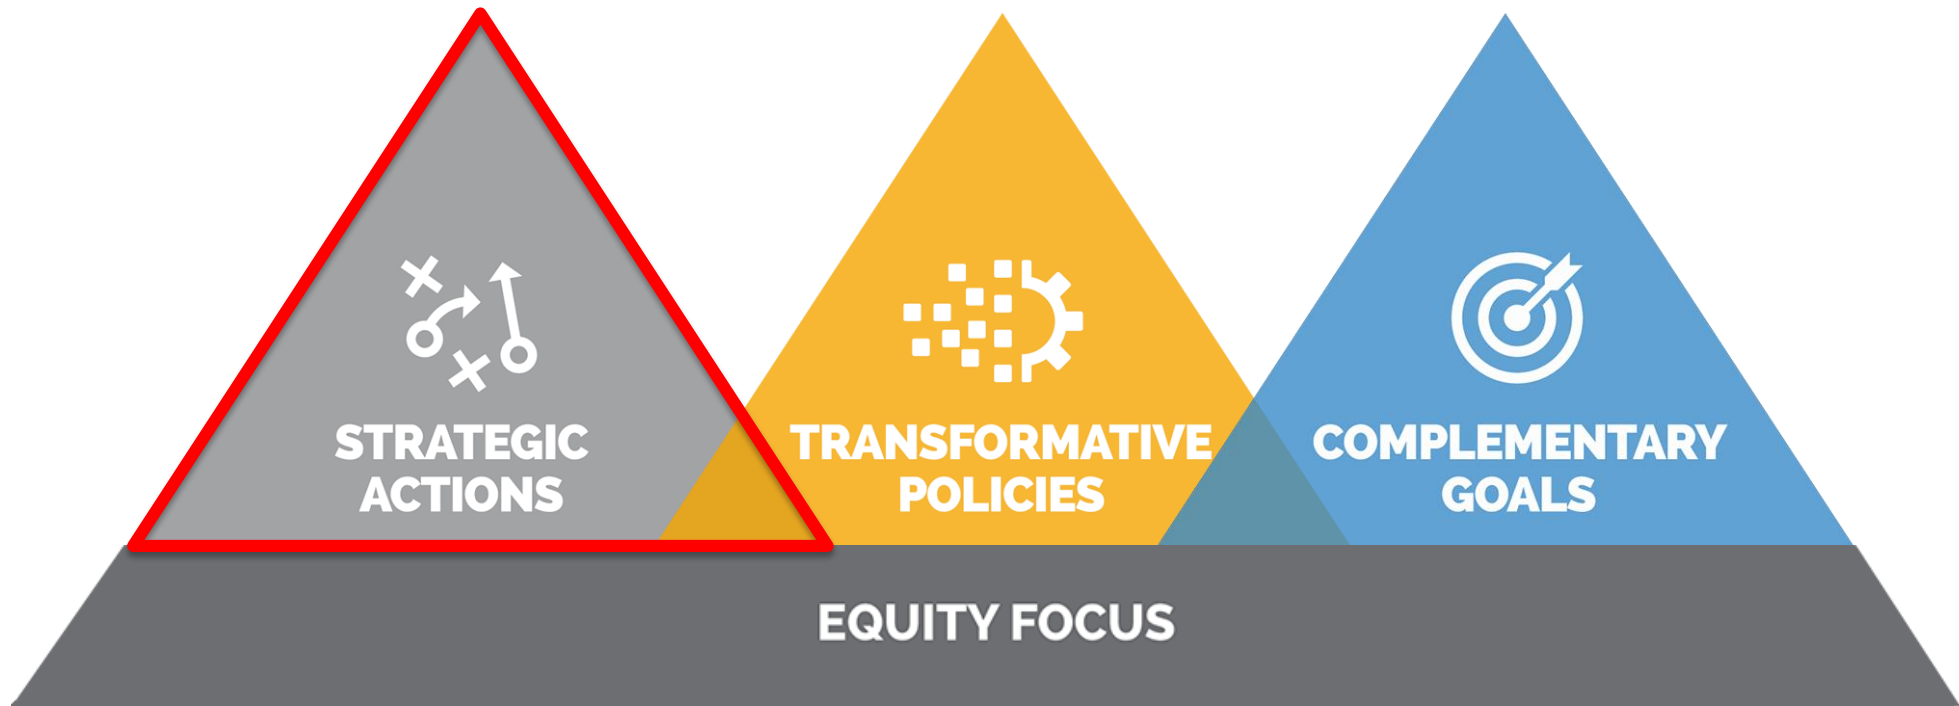 STRATEGIC
ACTIONS
TRANSFORMATIVE
POLICIES
COMPLEMENTARY
GOALS
EQUITY FOCUS